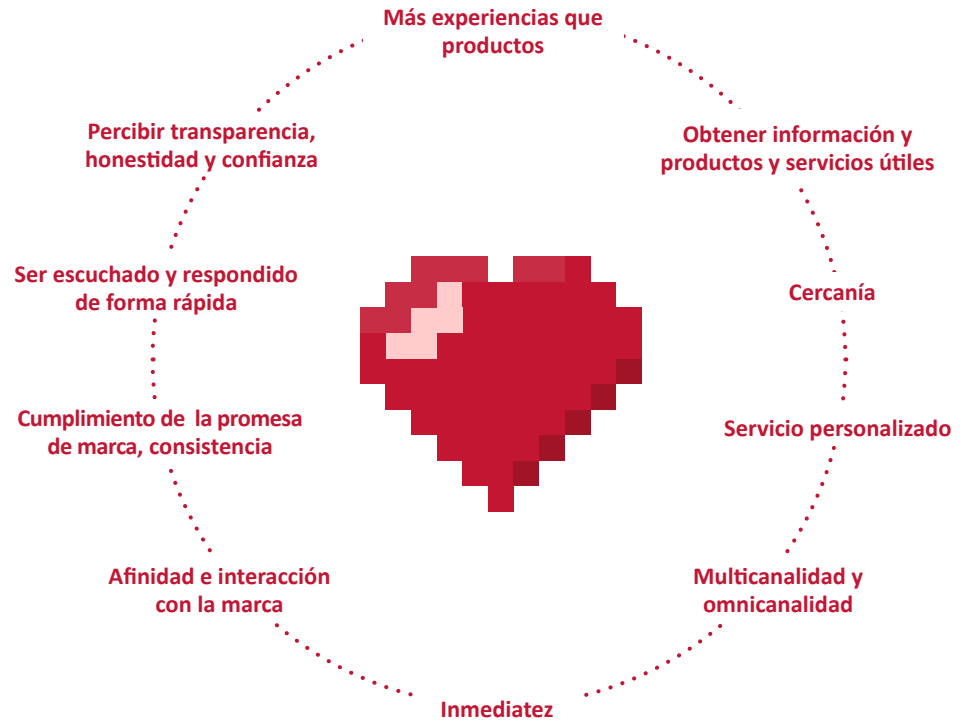 Más experiencias que
productos
Percibir transparencia,
honestidad y confianza
Obtener información y
productos y servicios útiles
Ser escuchado y respondido
de forma rápida
Cercanía
Cumplimiento de  la promesa
de marca, consistencia
Servicio personalizado
Afinidad e interacción
con la marca
Multicanalidad y
omnicanalidad
Inmediatez